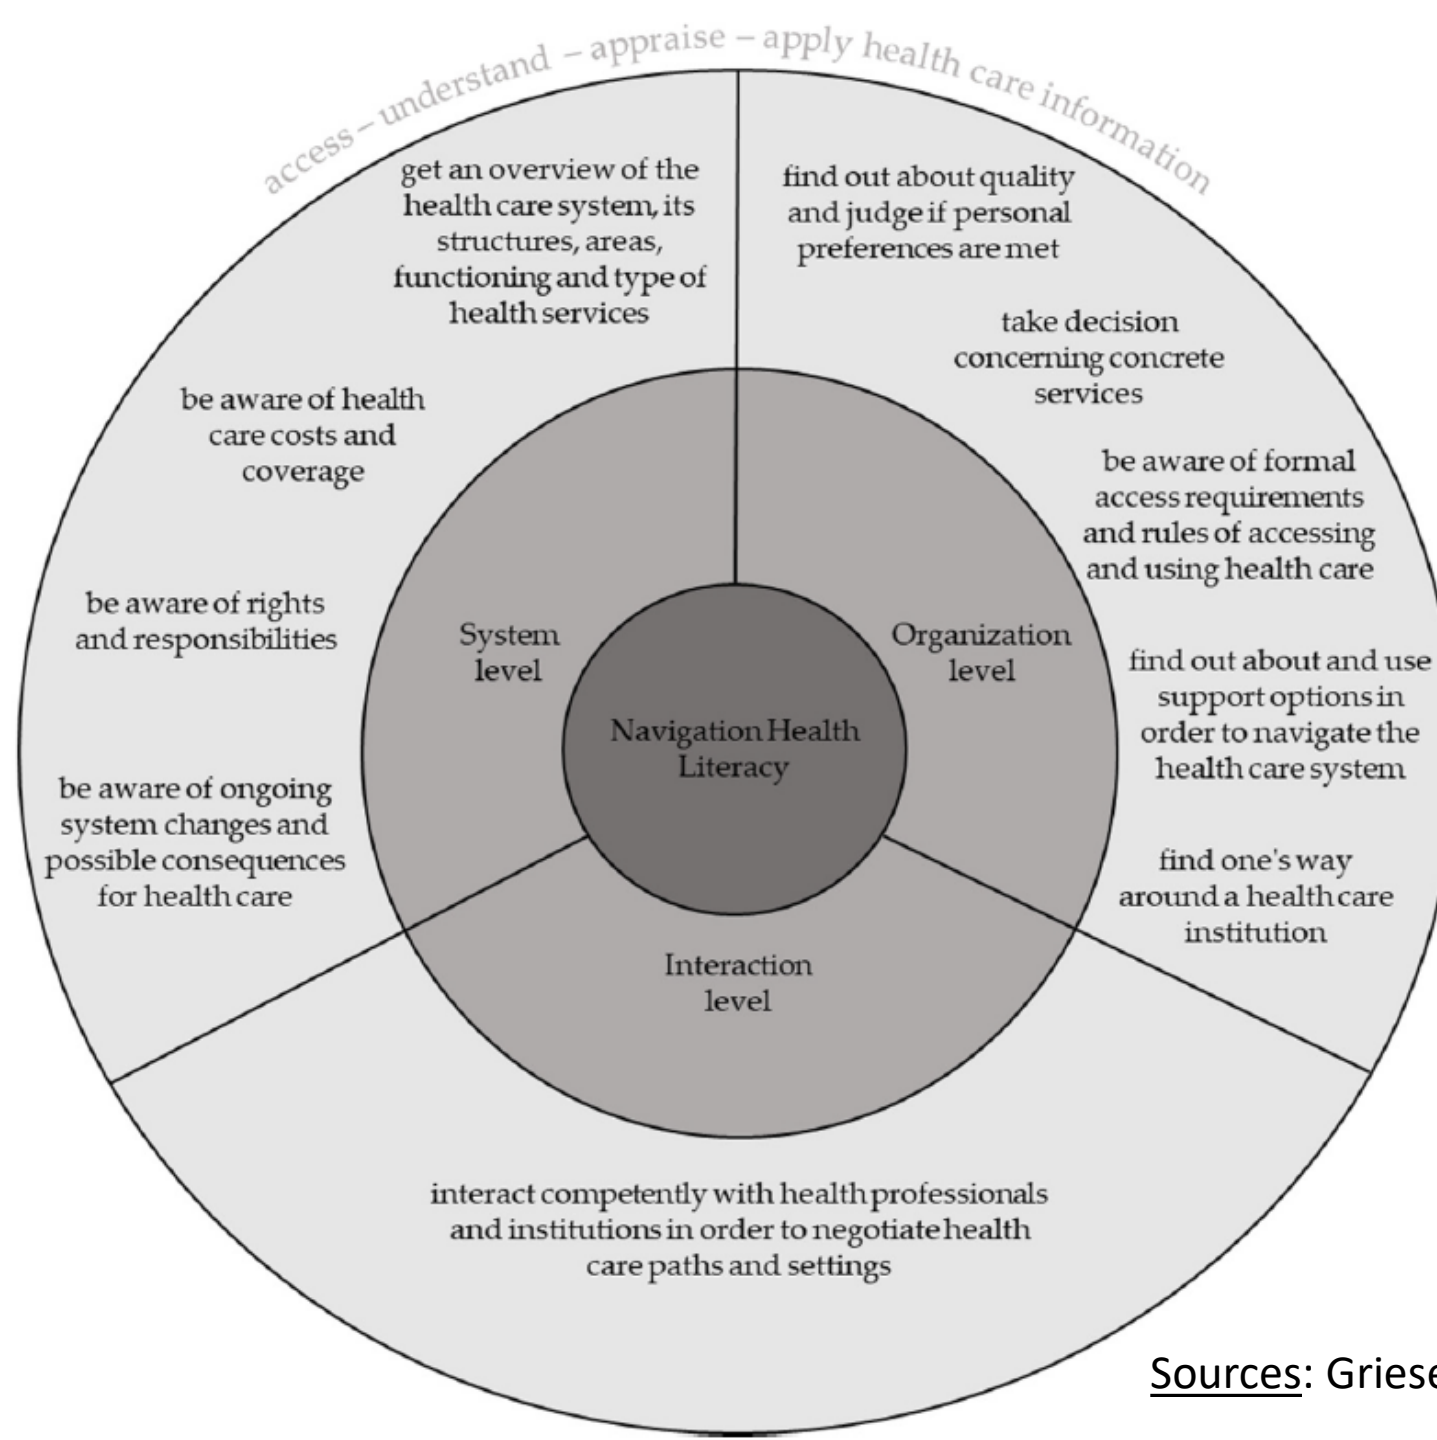 access – understand – appraise – apply health care information
get an overview of the
health care system, its
structures, areas,
functioning and type of
health services
be aware of health
care costs and
coverage
be aware of rights
and responsibilities
be aware of ongoing
system changes and
possible consequences
for health care
find out about quality
and judge if personal
preferences are met
take decision
concerning concrete
services
be aware of formal
access requirements
and rules of accessing
and using health care
find out about and use
support options in
order to navigate the
health care system
find one's way
around a health care
institution
System
level
Organization
level
Navigation Health
Literacy
Interaction
level
interact competently with health professionals
and institutions in order to negotiate health
care paths and settings
Sources: Griese